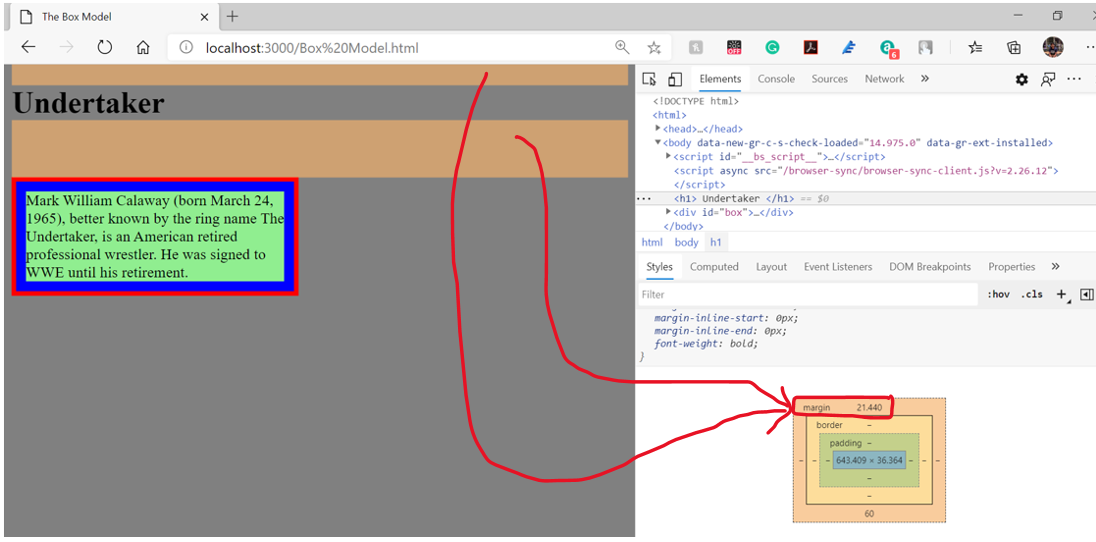 The Box Model
localhost:3000/Box%20Model.html
OFF
6
Undertaker
Mark William Calaway (born March 24,
1965), better known by the ring name The
Undertaker, is an American retired
professional wrestler. He was signed to
WWE until his retirement.
Elements Console Sources Network
<!DOCTYPE html>
<html>
<head>…</head>
<body data-new-gr-c-s-check-loaded="14.975.0" data-gr-ext-installed>
<script id="__bs_script__">…</script>
<script async src="/browser-sync/browser-sync-client.js?v=2.26.12">
</script>
<h1> Undertaker </h1> == $0
<div id="box">…</div>
</body>
html body h1
Styles Computed Layout Event Listeners DOM Breakpoints Properties
Filter :hov .cls
margin-inline-start: 0px;
margin-inline-end: 0px;
font-weight: bold;
}
margin 21.440
border –
padding –
– – – 643.409 × 36.364 – – –
–
–
60